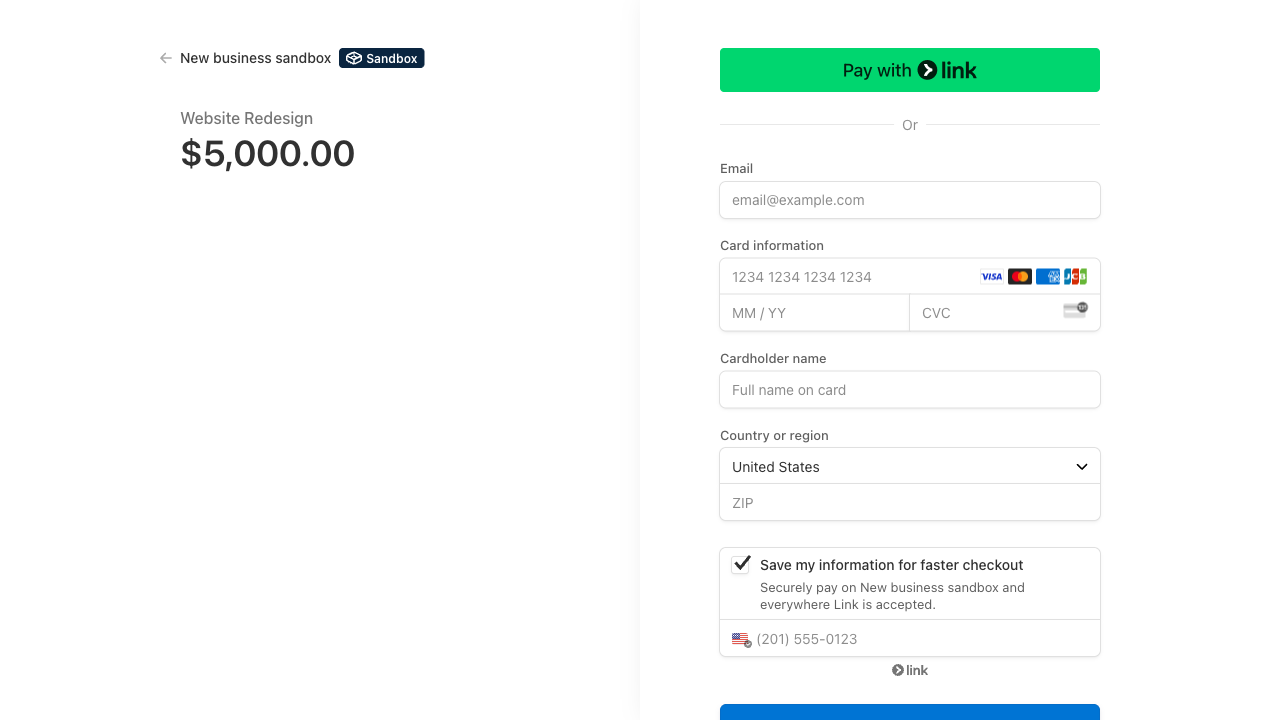 New business sandbox Sandbox
Website Redesign
$5,000.00
Pay with link
Or
Email
email@example.com
Card information
1234 1234 1234 1234 VISA
MM / YY CVC
Cardholder name
Full name on card
Country or region
United States
ZIP
Save my information for faster checkout
Securely pay on New business sandbox and
everywhere Link is accepted.
(201) 555-0123
link